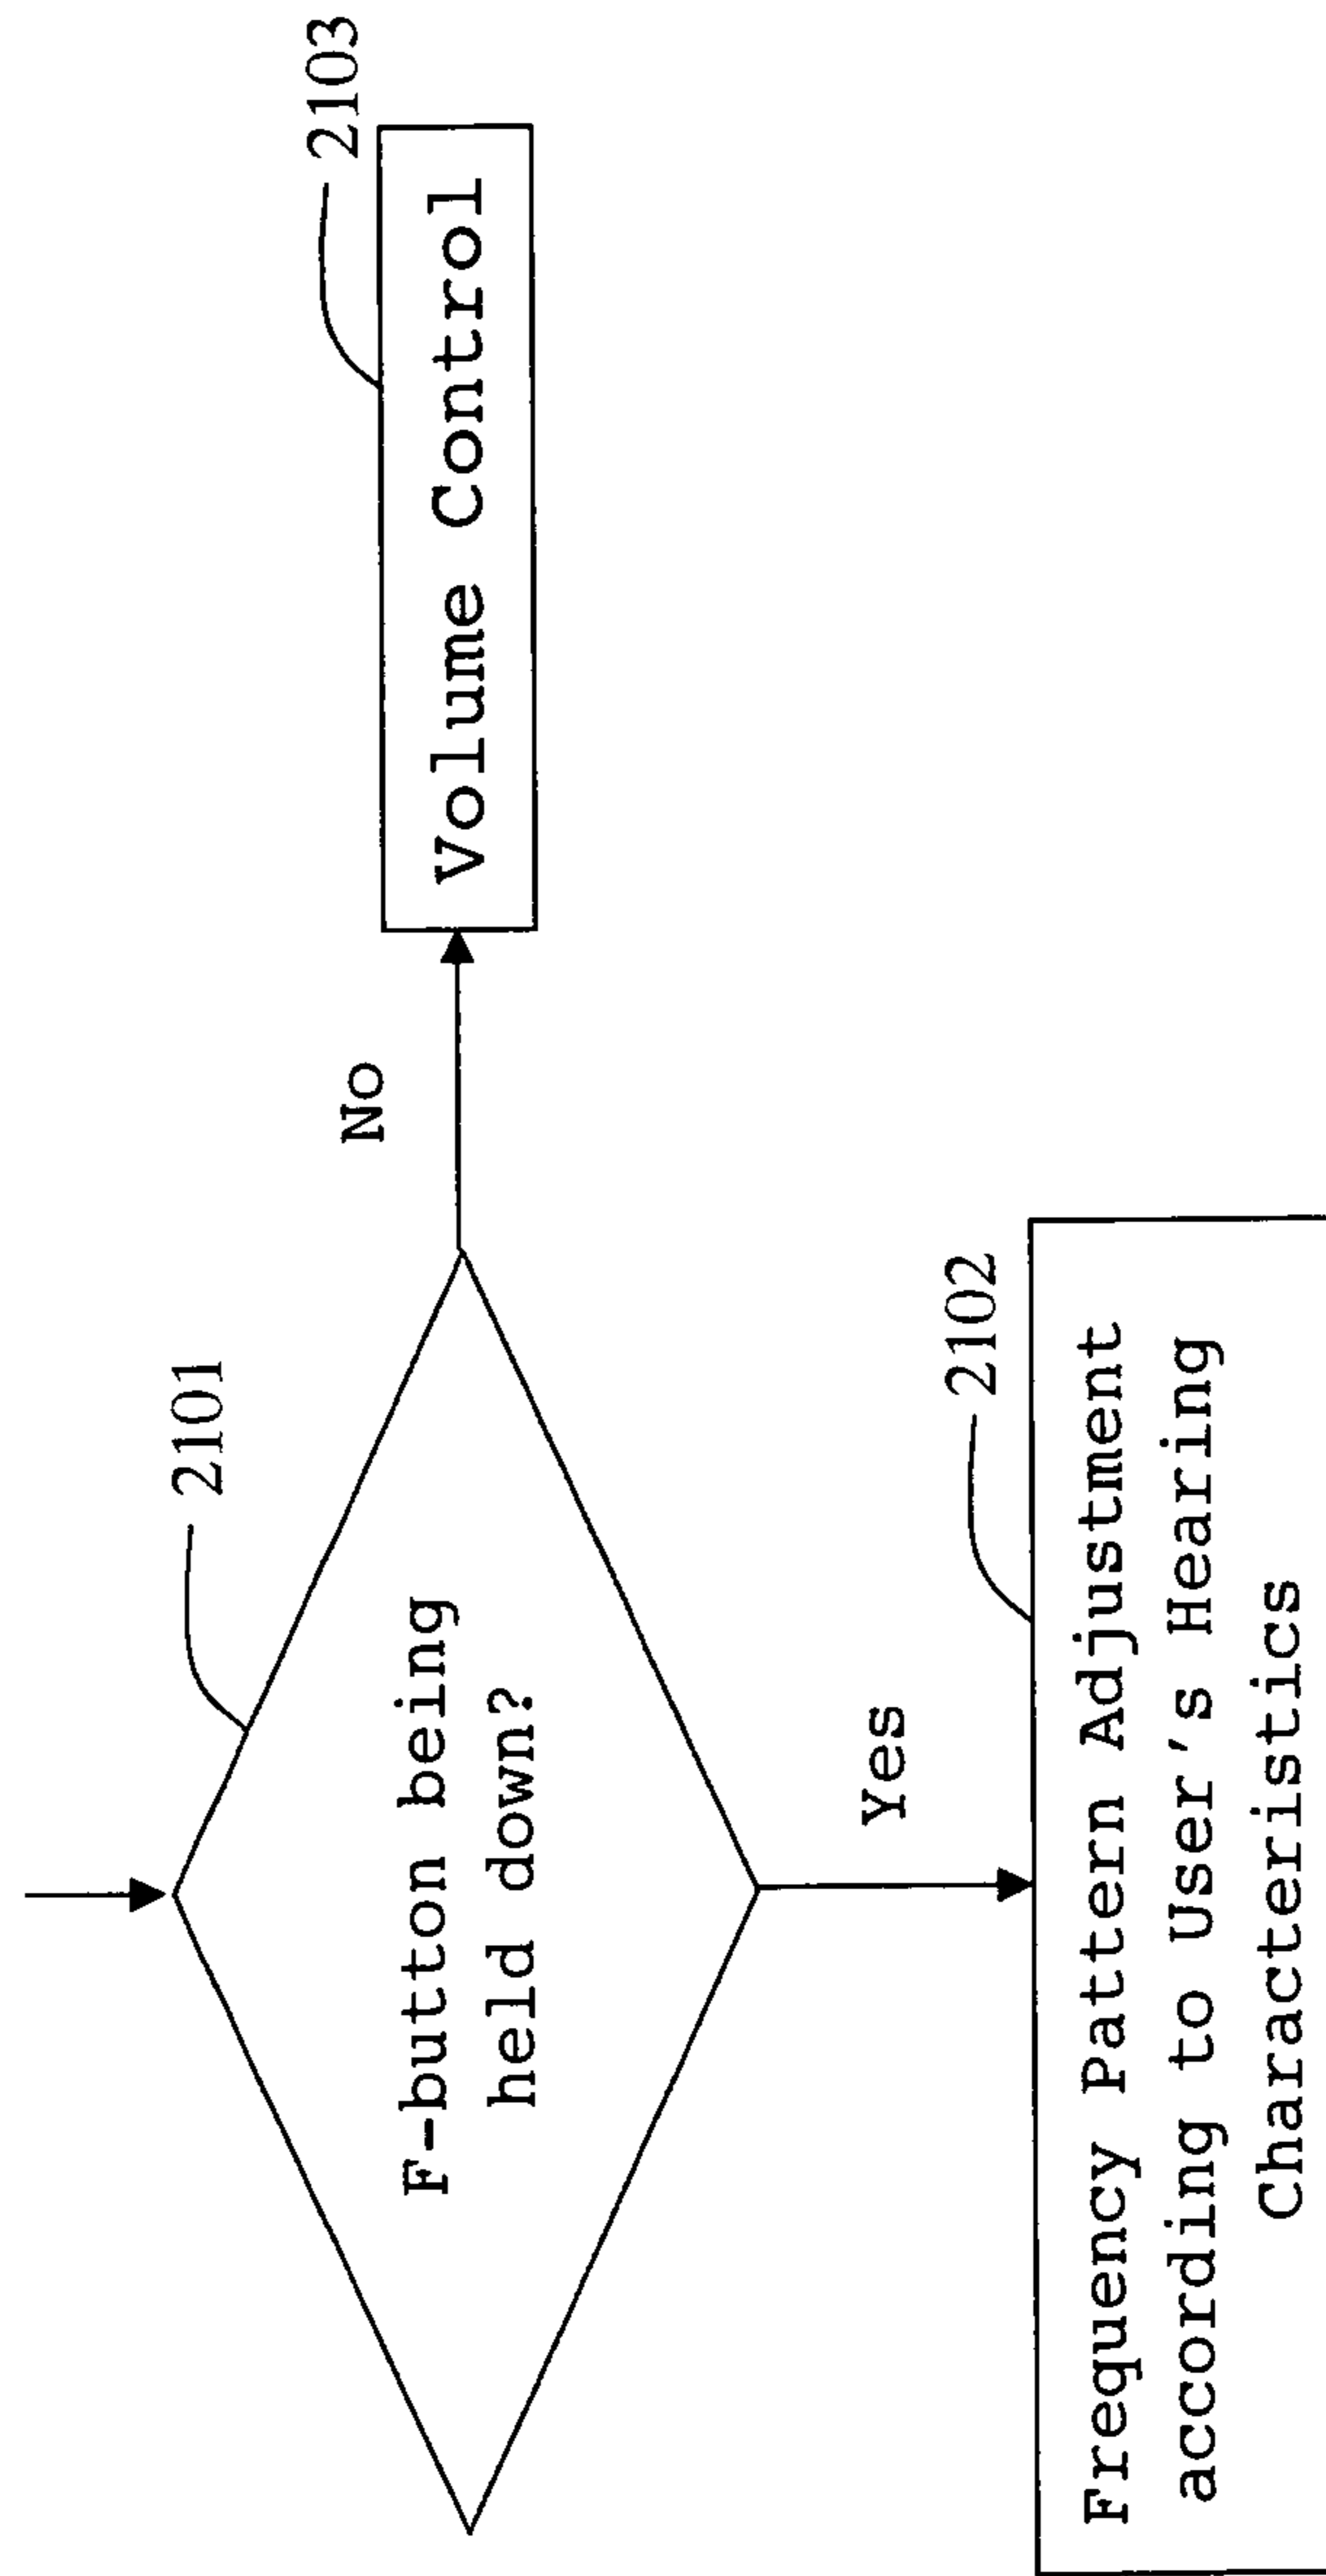 2101
F-button being
held down?
No
2103
Volume Control
Yes
2102
Frequency Pattern Adjustment
according to User's Hearing
Characteristics